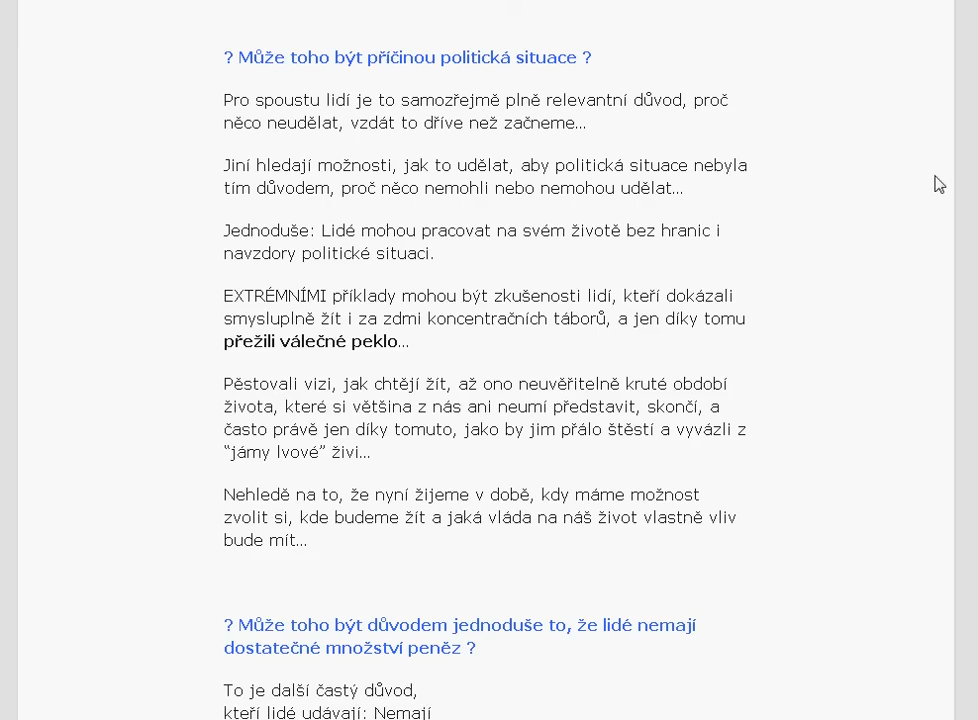 ? Může toho být příčinou politická situace ?
Pro spoustu lidí je to samozřejmě plně relevantní důvod, proč
něco neudělat, vzdát to dříve než začneme...
Jiní hledají možnosti, jak to udělat, aby politická situace nebyla
tím důvodem, proč něco nemohli nebo nemohou udělat...
Jednoduše: Lidé mohou pracovat na svém životě bez hranic i
navzdory politické situaci.
EXTRÉMNÍMI příklady mohou být zkušenosti lidí, kteří dokázali
smysluplně žít i za zdmi koncentračních táborů, a jen díky tomu
přežili válečné peklo...
Pěstovali vizi, jak chtějí žít, až ono neuvěřitelně kruté období
života, které si většina z nás ani neumí představit, skončí, a
často právě jen díky tomuto, jako by jim přálo štěstí a vyvázli z
“jámy lvové” živi...
Nehledě na to, že nyní žijeme v době, kdy máme možnost
zvolit si, kde budeme žít a jaká vláda na náš život vlastně vliv
bude mít...
? Může toho být důvodem jednoduše to, že lidé nemají
dostatečné množství peněz ?
To je další častý důvod,
kteří lidé udávají: Nemají